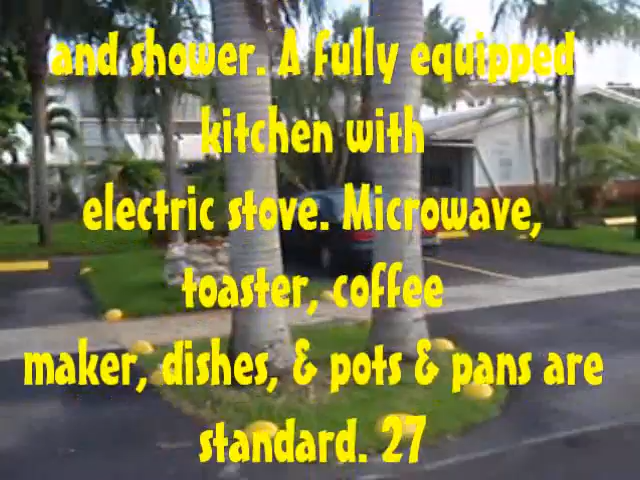 and shower. A fully equipped
kitchen with
electric stove. Microwave,
toaster, coffee
maker, dishes, & pots & pans are
standard. 27